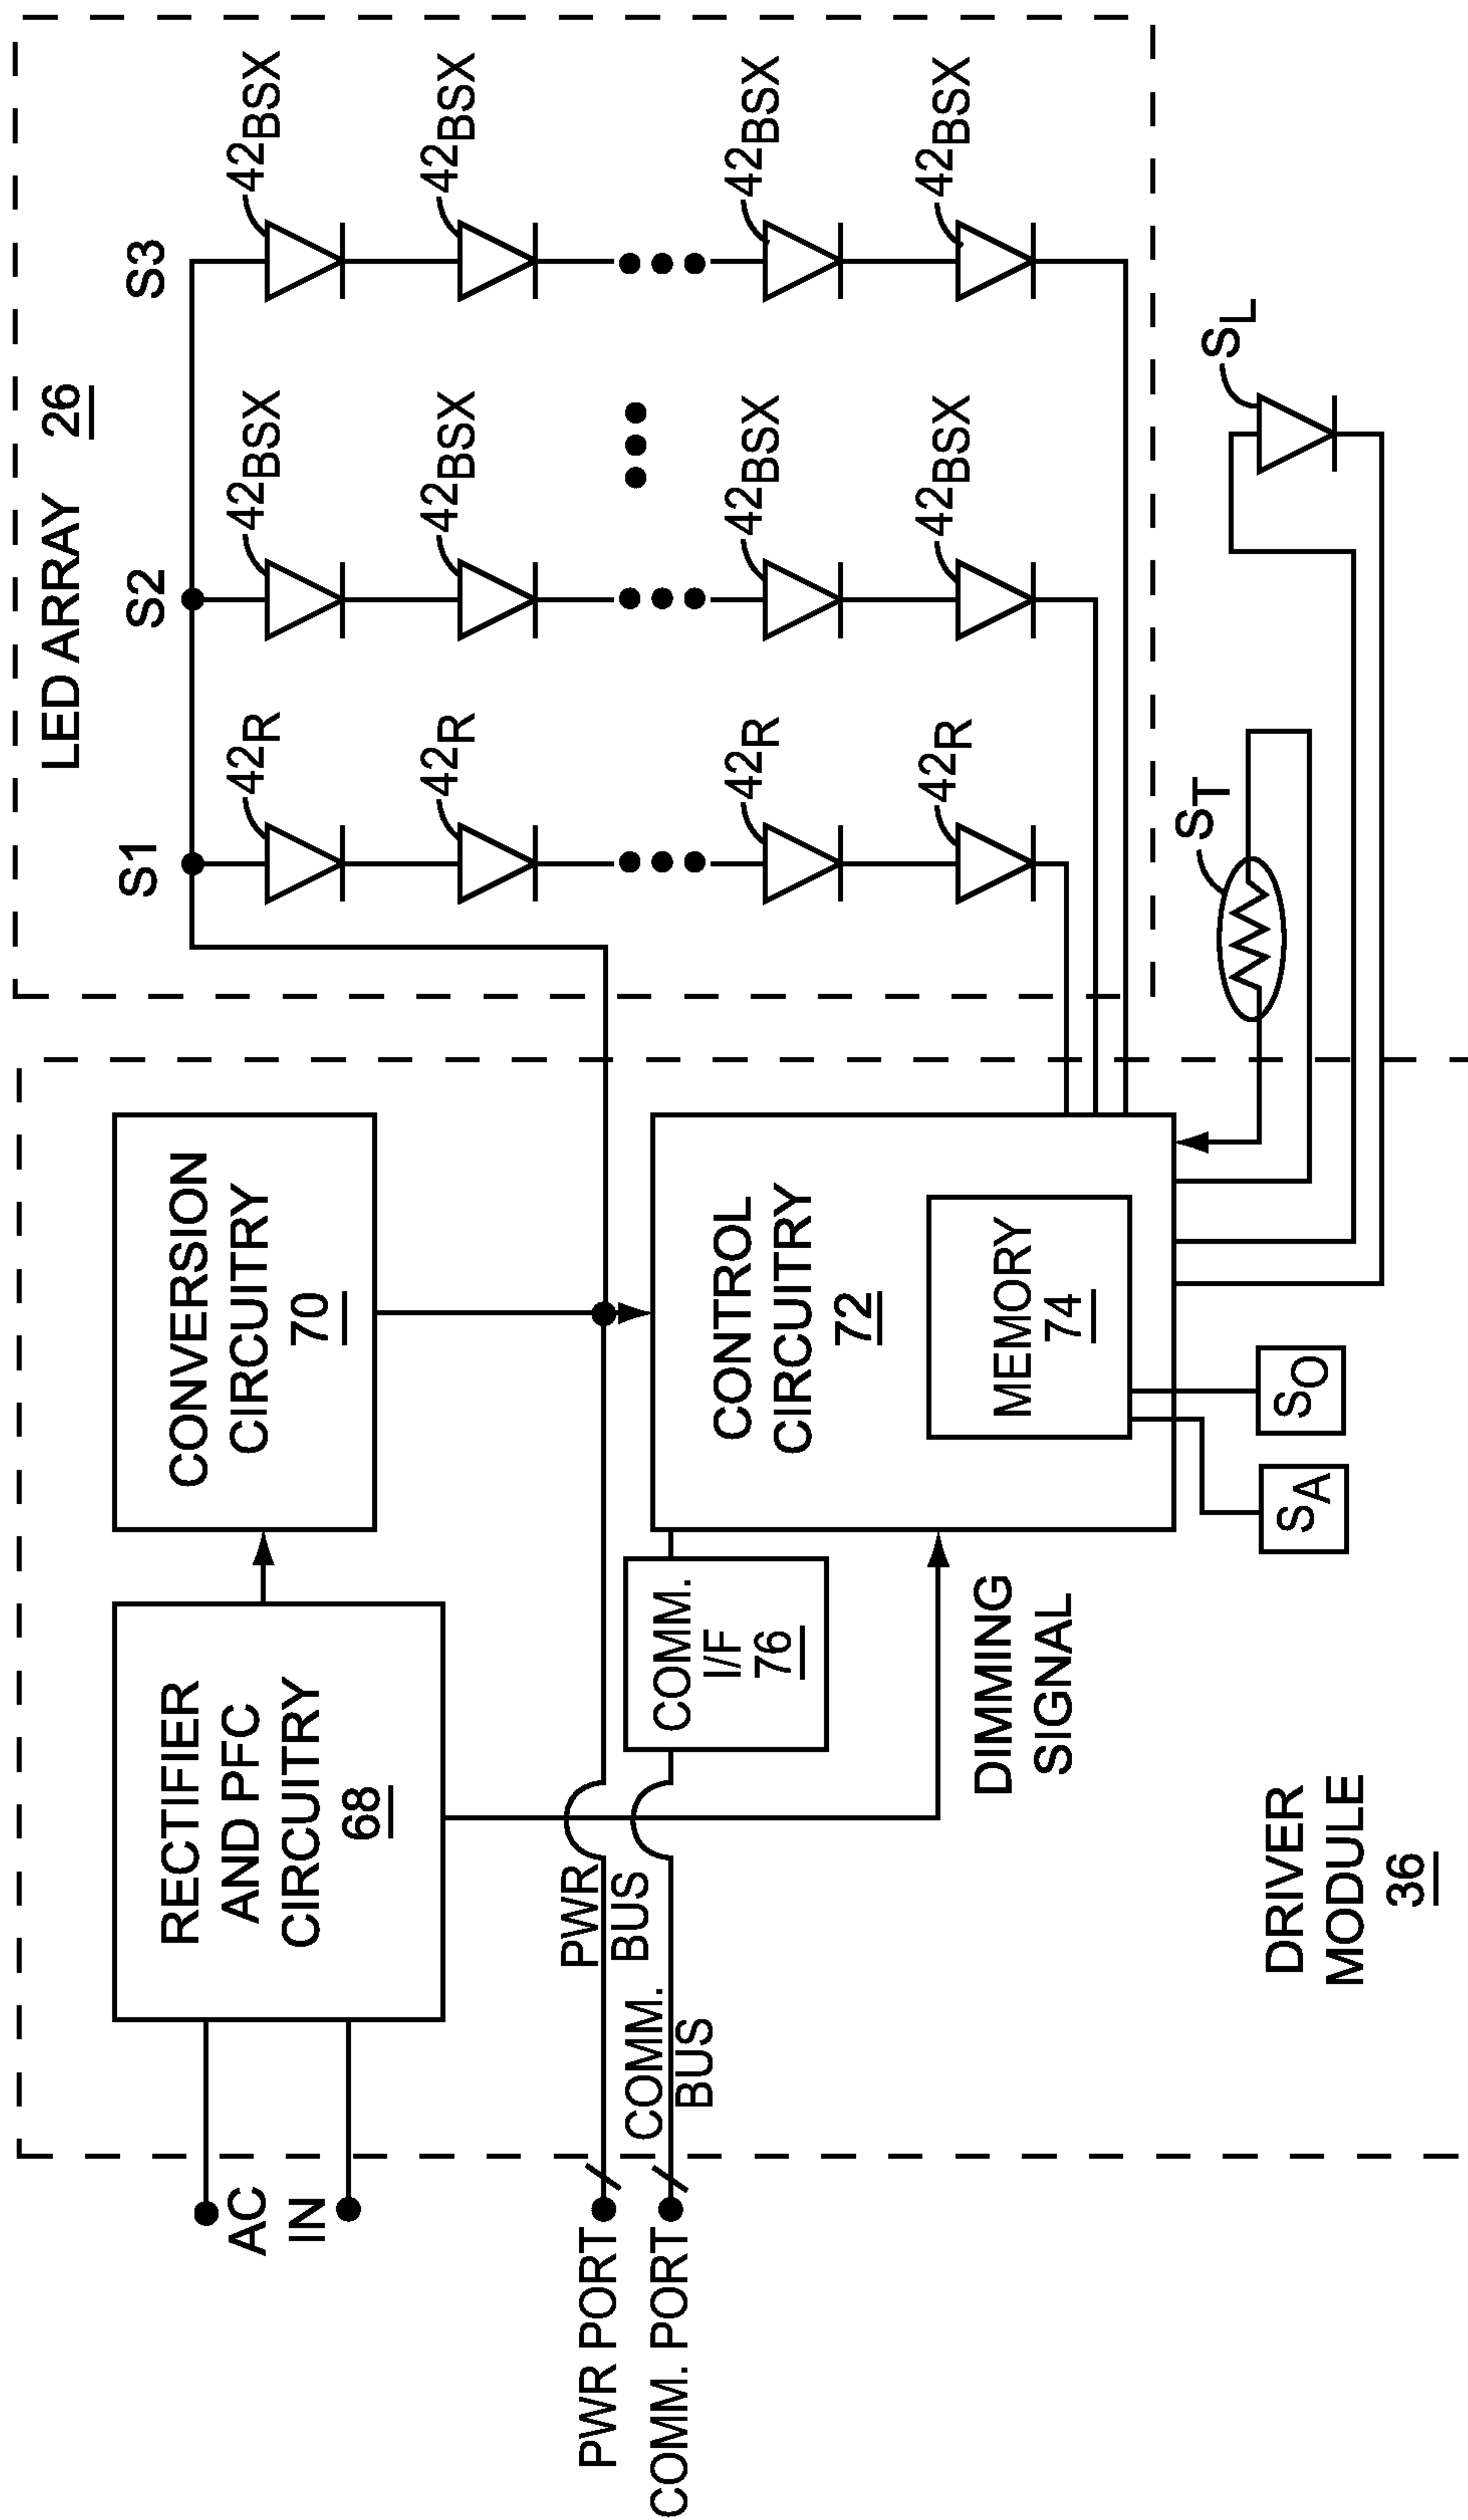 LED ARRAY 26
S1
S2
S3
42R
42BSX
42BSX
42R
42BSX
42BSX
42R
42BSX
42BSX
42R
42BSX
42BSX
ST
SL
AC
IN
RECTIFIER
AND PFC
CIRCUITRY
68
CONVERSION
CIRCUITRY
70
PWR PORT
PWR
BUS
COMM. PORT
COMM.
BUS
COMM.
I/F
76
CONTROL
CIRCUITRY
72
MEMORY
74
DIMMING
SIGNAL
SA
SO
DRIVER
MODULE
36